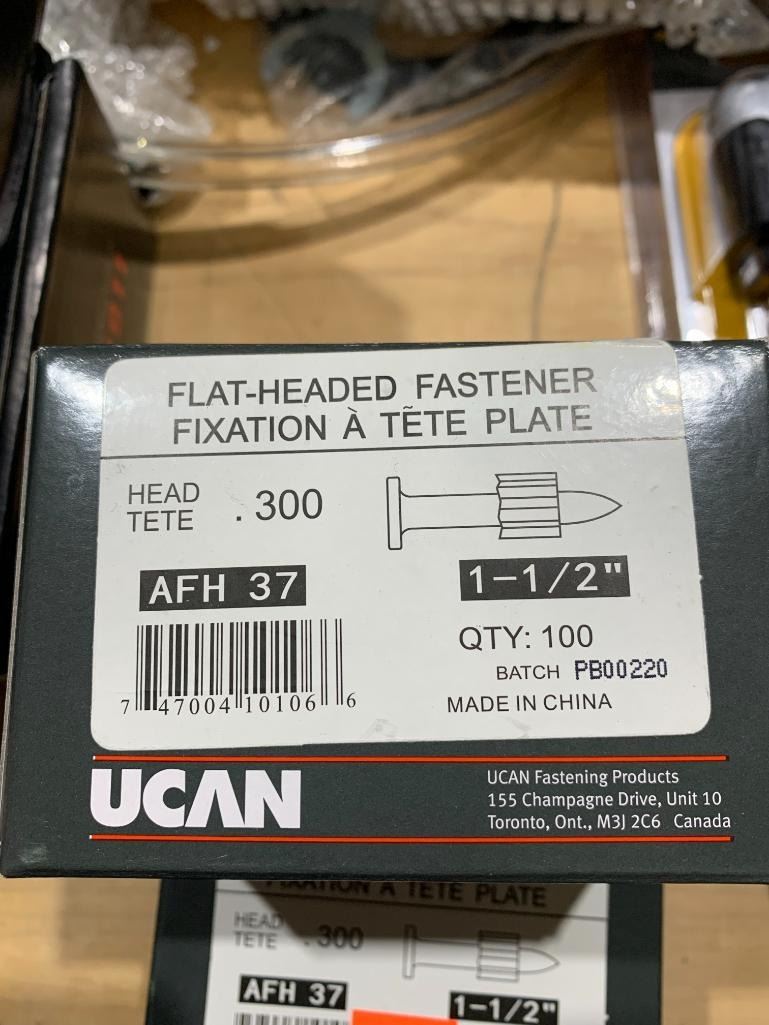 FLAT-HEADED FASTENER
FIXATION À TẼTE PLATE
HEAD
TETE
. 300
AFH 37
1-1/2"
QTY: 100
BATCH PB00220
MADE IN CHINA
7 47004 10106 6
UCAN
UCAN Fastening Products
155 Champagne Drive, Unit 10
Toronto, Ont., M3J 2C6 Canada
FIXATION A TETE PLATE
HEAD
TETE
. 300
AFH 37
1-1/2"